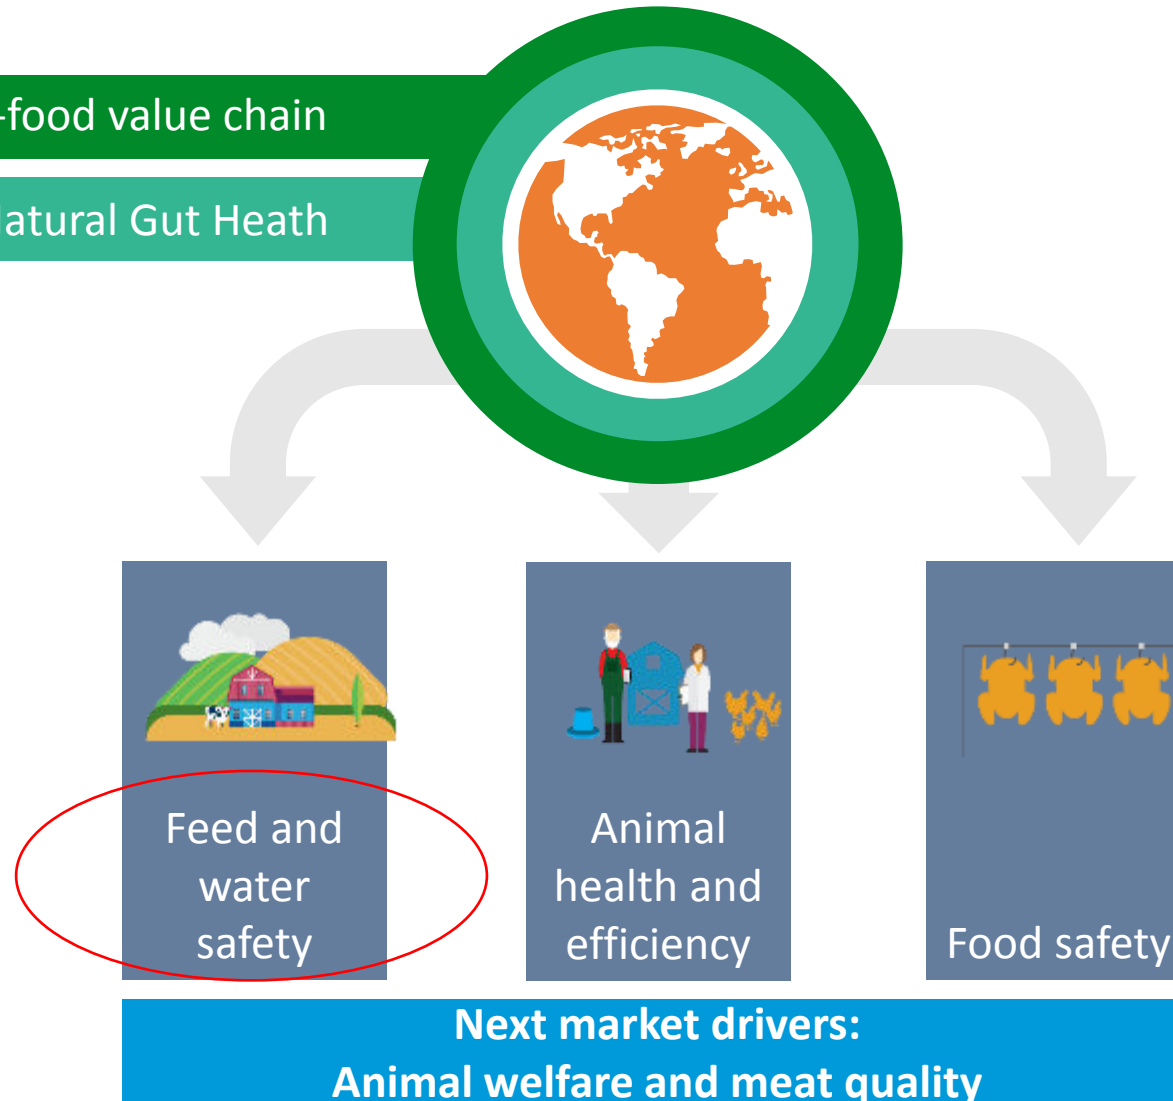 -food value chain
Natural Gut Heath
Feed and
water
safety
Animal
health and
efficiency
Food safety
Next market drivers:
Animal welfare and meat quality